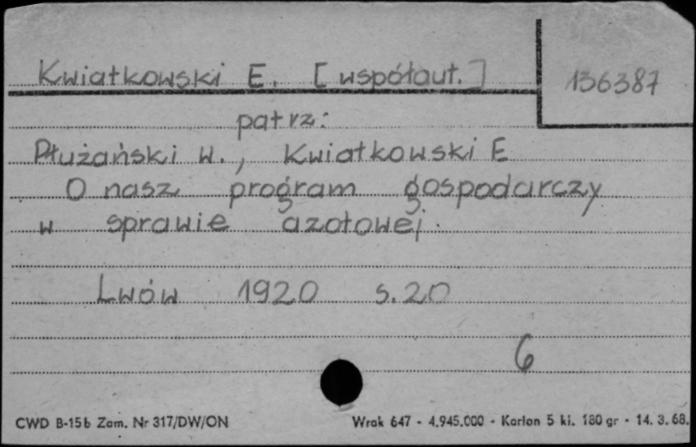 Kwiatkowski E. [współaut.]
136387
patrz:
Płużański W., Kwiatkowski E
O nasz program gospodarczy
w sprawie azotowej.
Lwów 1920 s.20
6
CWD B-15b Zam. Nr 317/DW/ON
Wrak 647 - 4.945.000 - Karton 5 kl. 180 gr - 14. 3. 68.